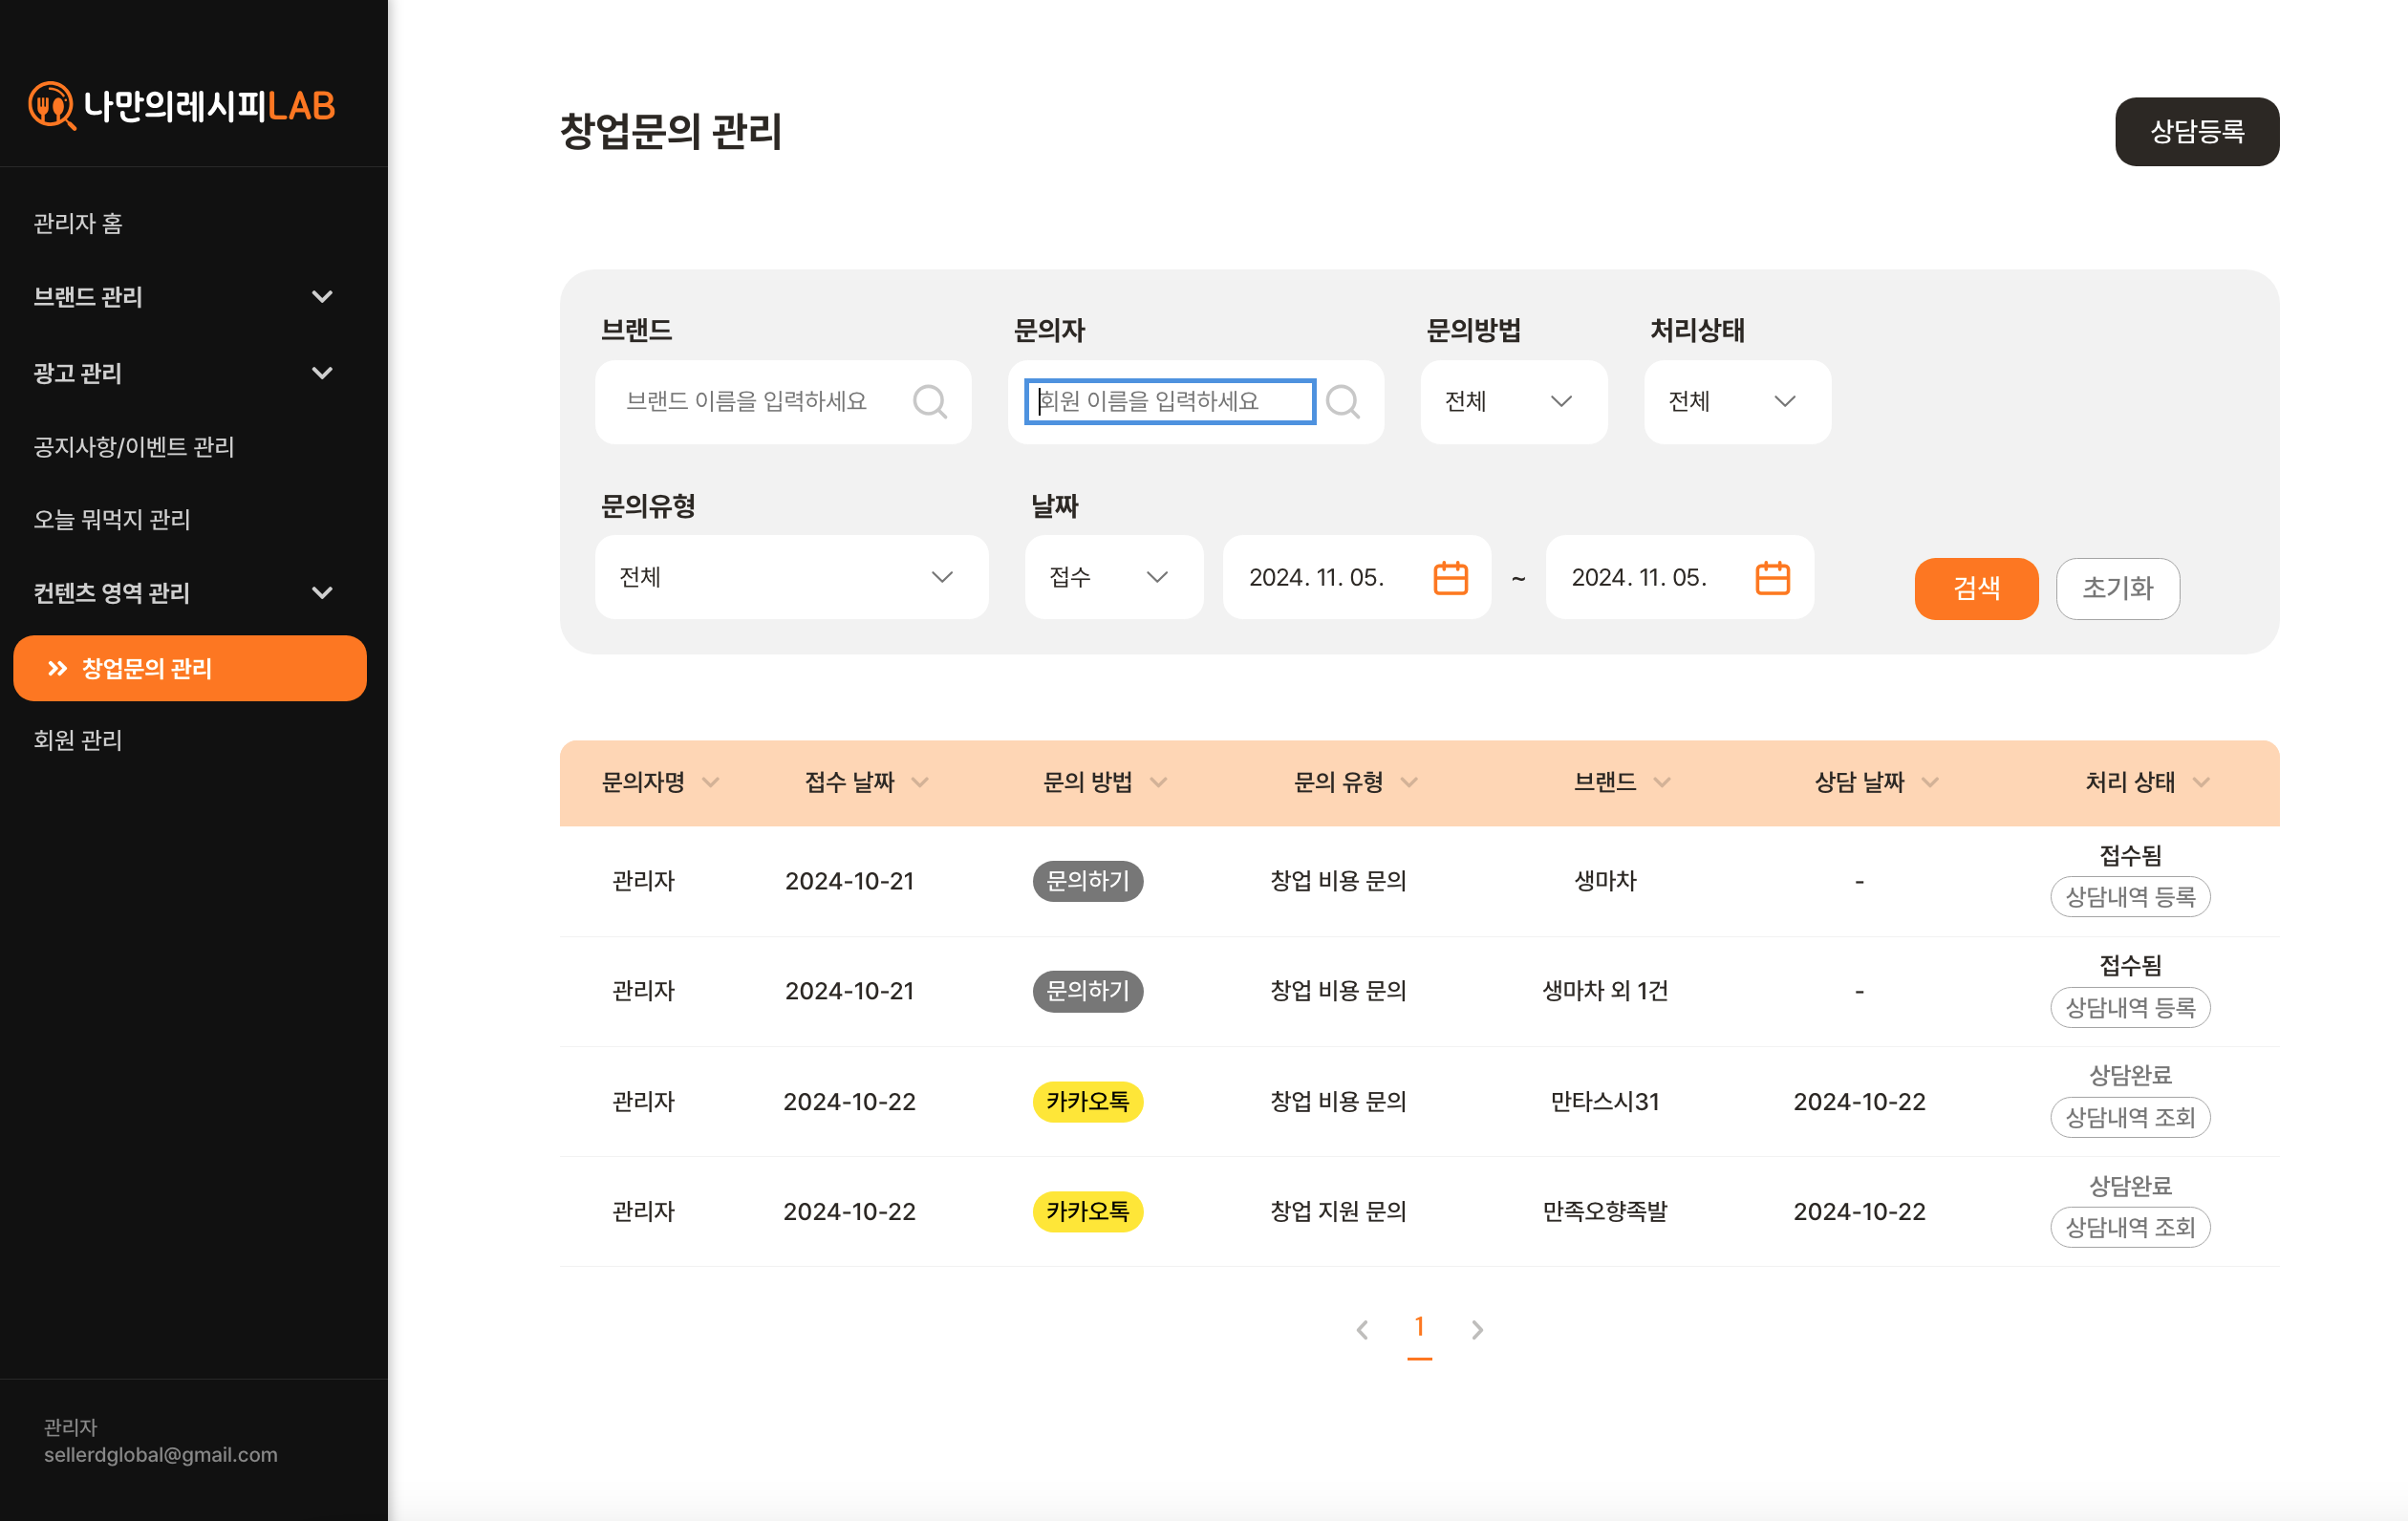 나만의레시피LAB
관리자 홈
브랜드 관리
광고 관리
공지사항/이벤트 관리
오늘 뭐먹지 관리
컨텐츠 영역 관리
창업문의 관리
회원 관리
관리자
sellerdglobal@gmail.com
창업문의 관리
상담등록
브랜드 문의자 문의방법 처리상태
브랜드 이름을 입력하세요 회원 이름을 입력하세요 전체 전체
문의유형 날짜
전체 접수 2024. 11. 05. ~ 2024. 11. 05. 검색 초기화
문의자명 접수 날짜 문의 방법 문의 유형 브랜드 상담 날짜 처리 상태
관리자 2024-10-21 문의하기 창업 비용 문의 생마차 - 접수됨
상담내역 등록
관리자 2024-10-21 문의하기 창업 비용 문의 생마차 외 1건 - 접수됨
상담내역 등록
관리자 2024-10-22 카카오톡 창업 비용 문의 만타스시31 2024-10-22 상담완료
상담내역 조회
관리자 2024-10-22 카카오톡 창업 지원 문의 만족오향족발 2024-10-22 상담완료
상담내역 조회
1